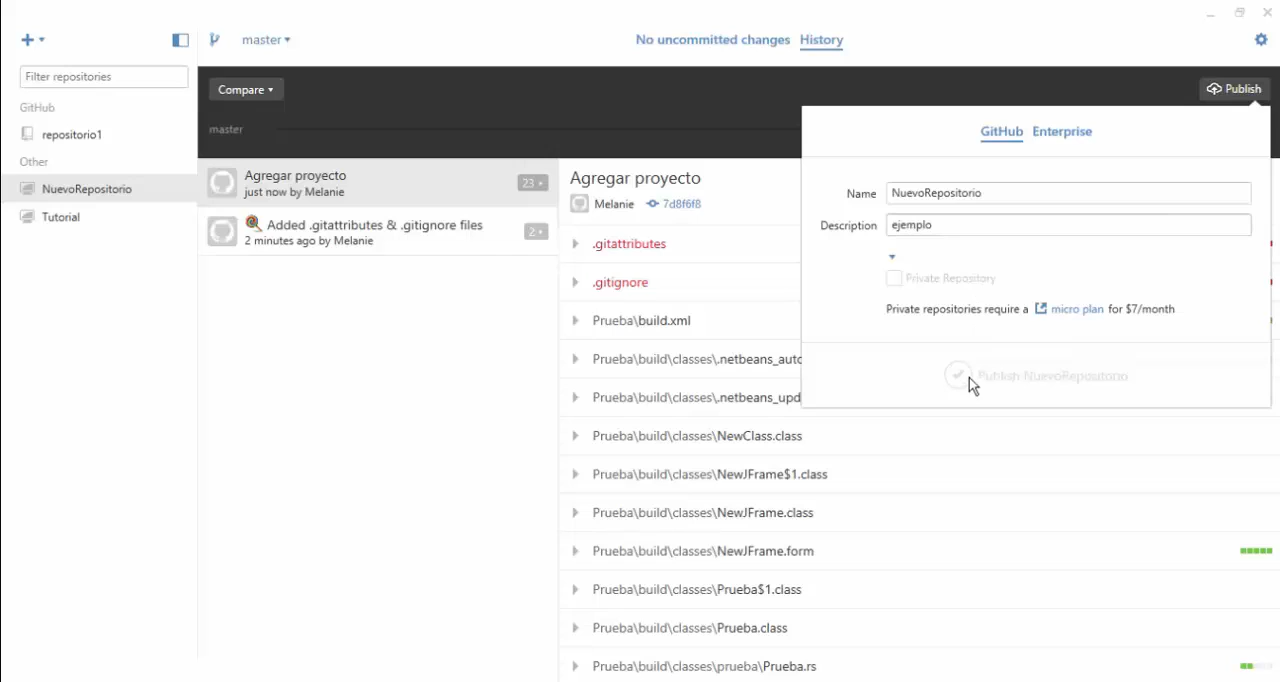 master
No uncommitted changes History
Filter repositories
GitHub
repositorio1
Other
NuevoRepositorio
Tutorial
Compare
Publish
master
Agregar proyecto
just now by Melanie
23
Added .gitattributes & .gitignore files
2 minutes ago by Melanie
2
Agregar proyecto
Melanie 7d8f6f8
.gitattributes
.gitignore
Prueba\build.xml
Prueba\build\classes\.netbeans_auto
Prueba\build\classes\.netbeans_upd
Prueba\build\classes\NewClass.class
Prueba\build\classes\NewJFrame$1.class
Prueba\build\classes\NewJFrame.class
Prueba\build\classes\NewJFrame.form
Prueba\build\classes\Prueba$1.class
Prueba\build\classes\Prueba.class
Prueba\build\classes\prueba\Prueba.rs
GitHub Enterprise
Name NuevoRepositorio
Description ejemplo
Private Repository
Private repositories require a micro plan for $7/month
Publish NuevoRepositorio